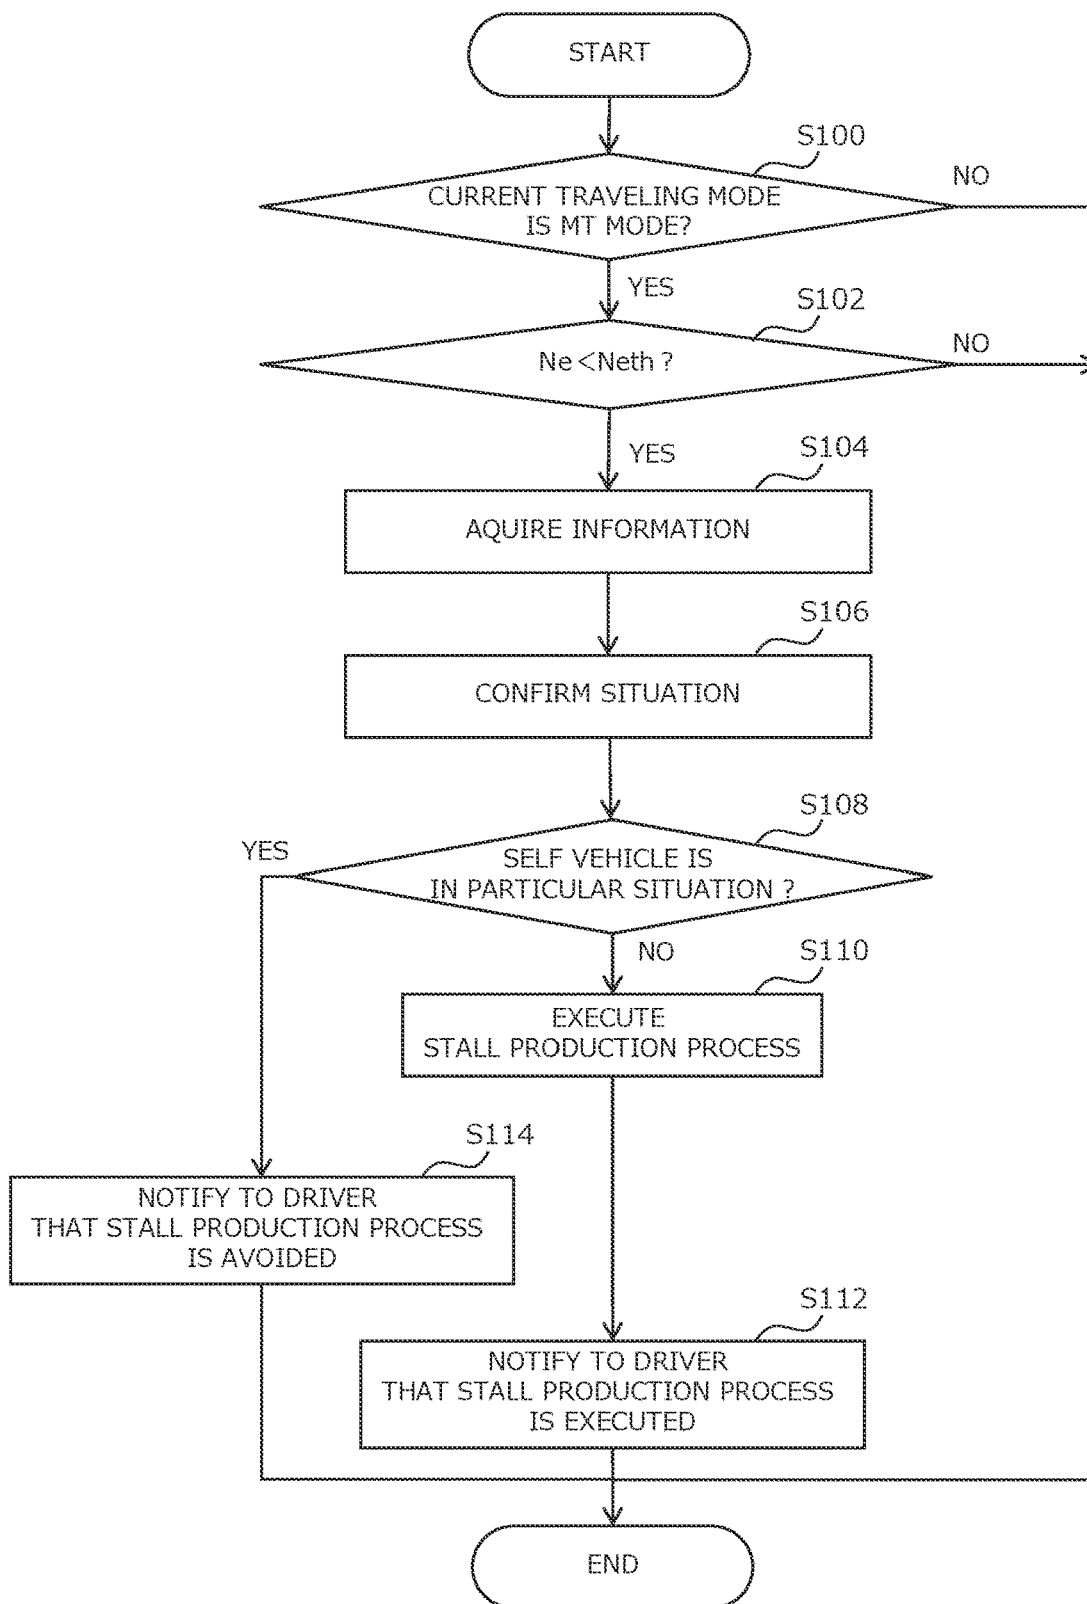 START
S100
CURRENT TRAVELING MODE
IS MT MODE?
NO
YES
S102
Ne<Neth ?
NO
YES
S104
AQUIRE INFORMATION
S106
CONFIRM SITUATION
S108
YES
SELF VEHICLE IS
IN PARTICULAR SITUATION ?
NO
S110
EXECUTE
STALL PRODUCTION PROCESS
S114
NOTIFY TO DRIVER
THAT STALL PRODUCTION PROCESS
IS AVOIDED
S112
NOTIFY TO DRIVER
THAT STALL PRODUCTION PROCESS
IS EXECUTED
END